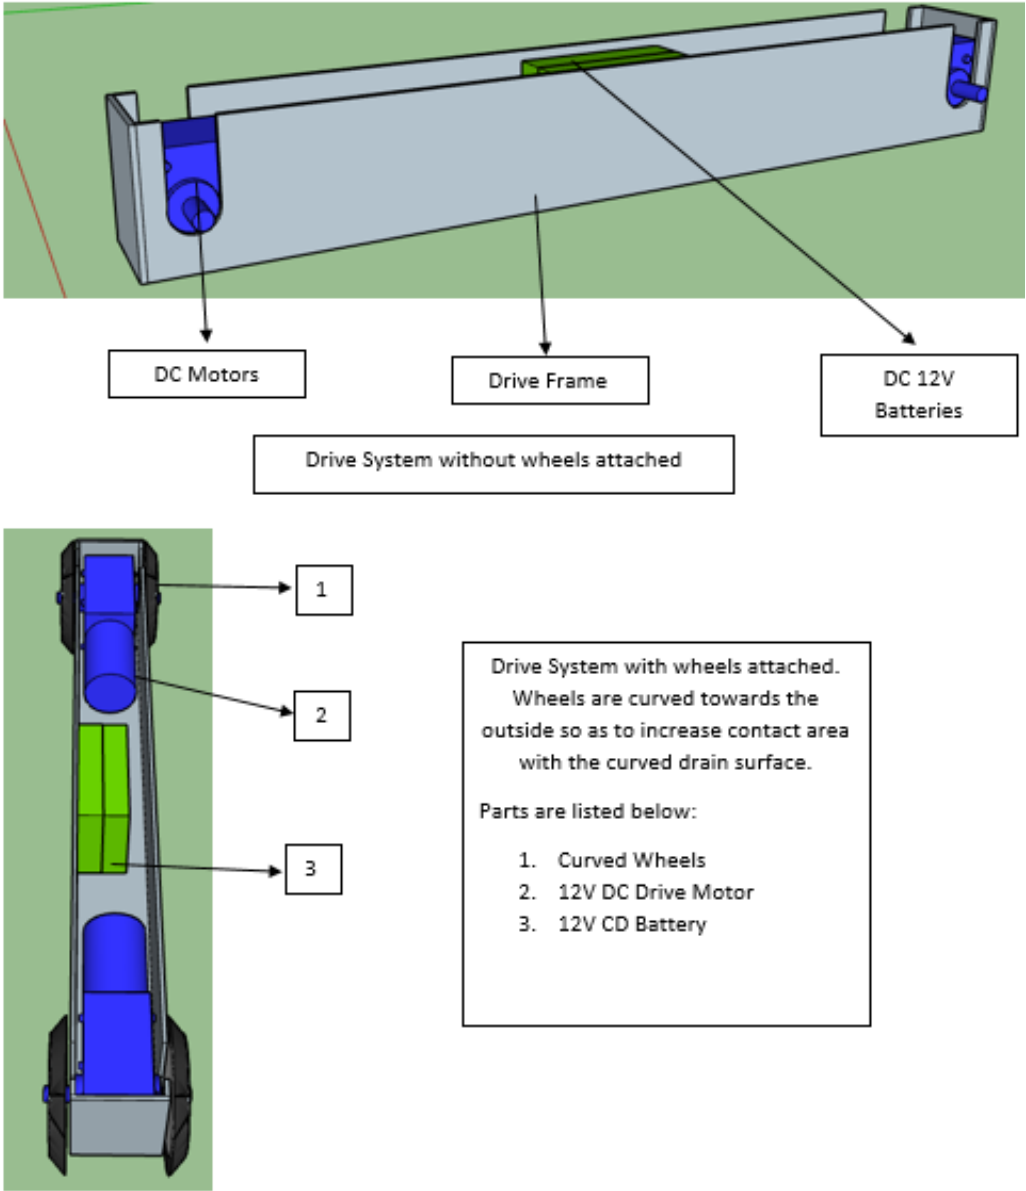 DC Motors
Drive Frame
DC 12V
Batteries
Drive System without wheels attached
1
2
3
Drive System with wheels attached.
Wheels are curved towards the
outside so as to increase contact area
with the curved drain surface.
Parts are listed below:
1. Curved Wheels
2. 12V DC Drive Motor
3. 12V CD Battery